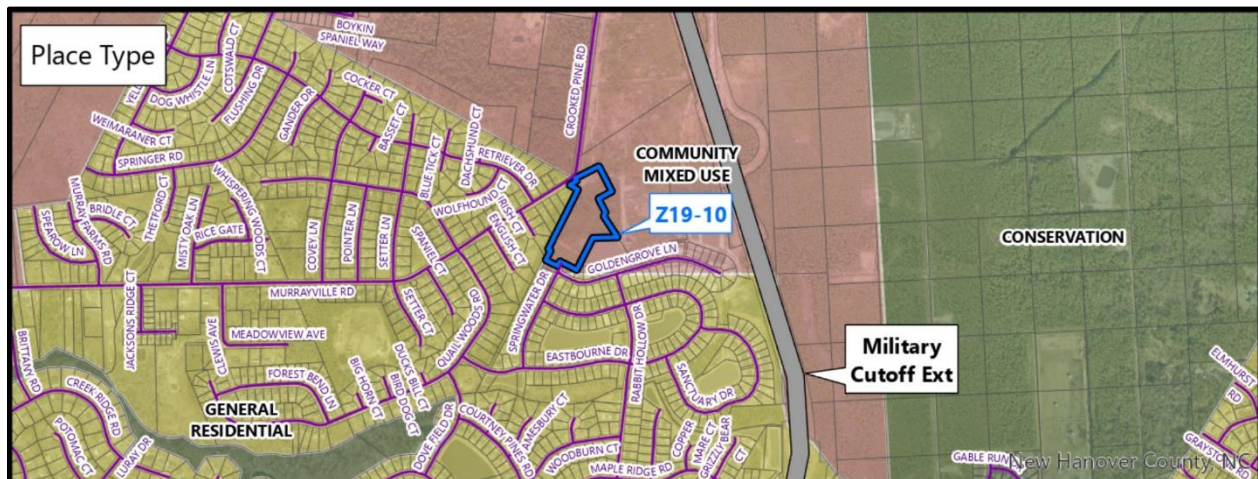 Place Type
BOYKIN
SPANIEL WAY
COTSWALD CT
DOG WHISTLE LN
FLUSHING DR
GANDER DR
COCKER CT
BASSET CT
WEIMARANER CT
SPRINGER RD
BLUE TICK CT
DACHSHUND CT
RETRIEVER DR
CROOKED PINE RD
COMMUNITY
MIXED USE
Z19-10
WOLFHOUND CT
IRISH CT
ENGLISH CT
SPEAROW LN
MURRAY FARMS RD
BRIDLE CT
THETFORD CT
MISTY OAK LN
RICE GATE
WHISPERING WOODS CT
COVEY LN
POINTER LN
SETTER LN
SPANIEL CT
GOLDENGROVE LN
CONSERVATION
MURRAYVILLE RD
SETTER CT
QUAIL WOODS RD
SPRINGWATER DR
JACKSONS RIDGE CT
CLEWIS AVE
MEADOWVIEW AVE
EASTBOURNE DR
RABBIT HOLLOW DR
SANCTUARY DR
Military
Cutoff Ext
BRITTANY RD
CREEK RIDGE RD
POTOMAC CT
LURAY DR
FOREST BEND LN
BIG HORN CT
BIRD DOG CT
DUCKS BILL CT
GENERAL
RESIDENTIAL
DOVE FIELD DR
COURTNEY PINES RD
AMESBURY CT
WOODBURN CT
MAPLE RIDGE RD
COPPER
MARE CT
GRIZZLY BEAR
CT
ELMHURST
RD
GABLE RUN
New Hanover County, NC